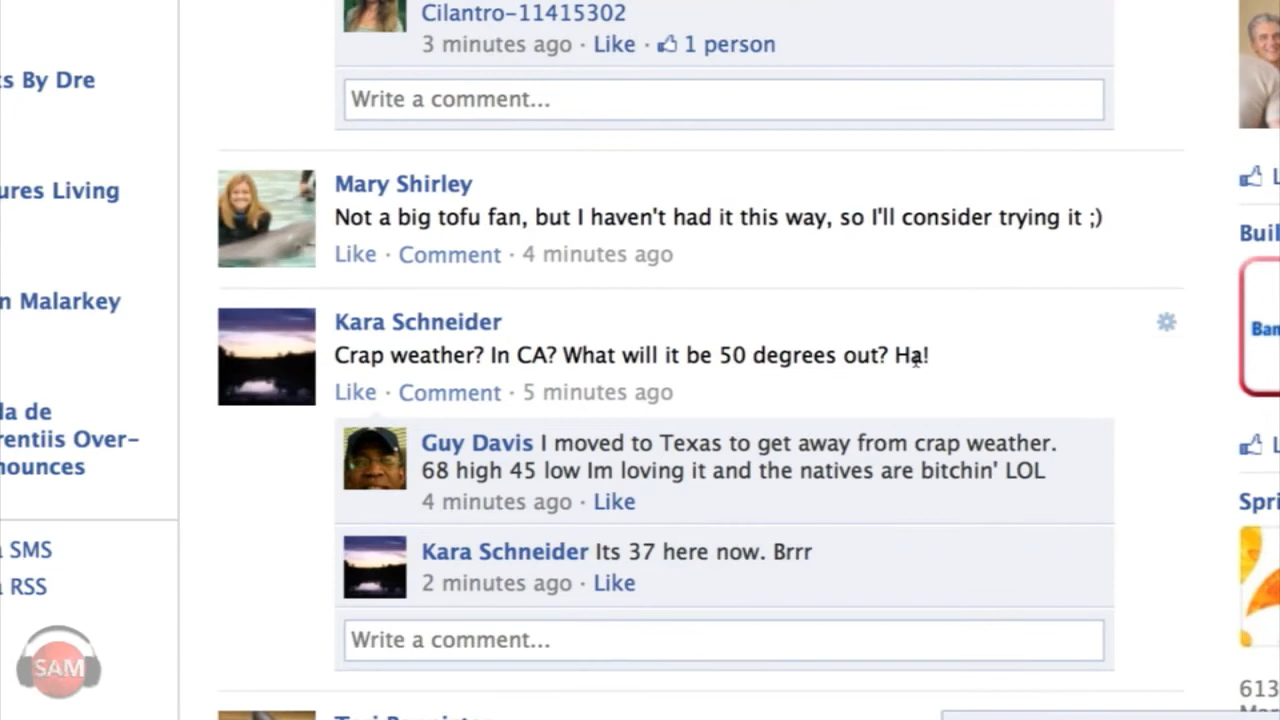 Cilantro-11415302
3 minutes ago · Like · 1 person
Write a comment...
s By Dre
ures Living
n Malarkey
la de
rentiis Over-
nounces
SMS
RSS
SAM
Mary Shirley
Not a big tofu fan, but I haven't had it this way, so I'll consider trying it ;)
Like · Comment · 4 minutes ago
Kara Schneider
Crap weather? In CA? What will it be 50 degrees out? Ha!
Like · Comment · 5 minutes ago
Guy Davis I moved to Texas to get away from crap weather.
68 high 45 low Im loving it and the natives are bitchin' LOL
4 minutes ago · Like
Kara Schneider Its 37 here now. Brrr
2 minutes ago · Like
Write a comment...
L
Buil
Ban
L
Spri
613